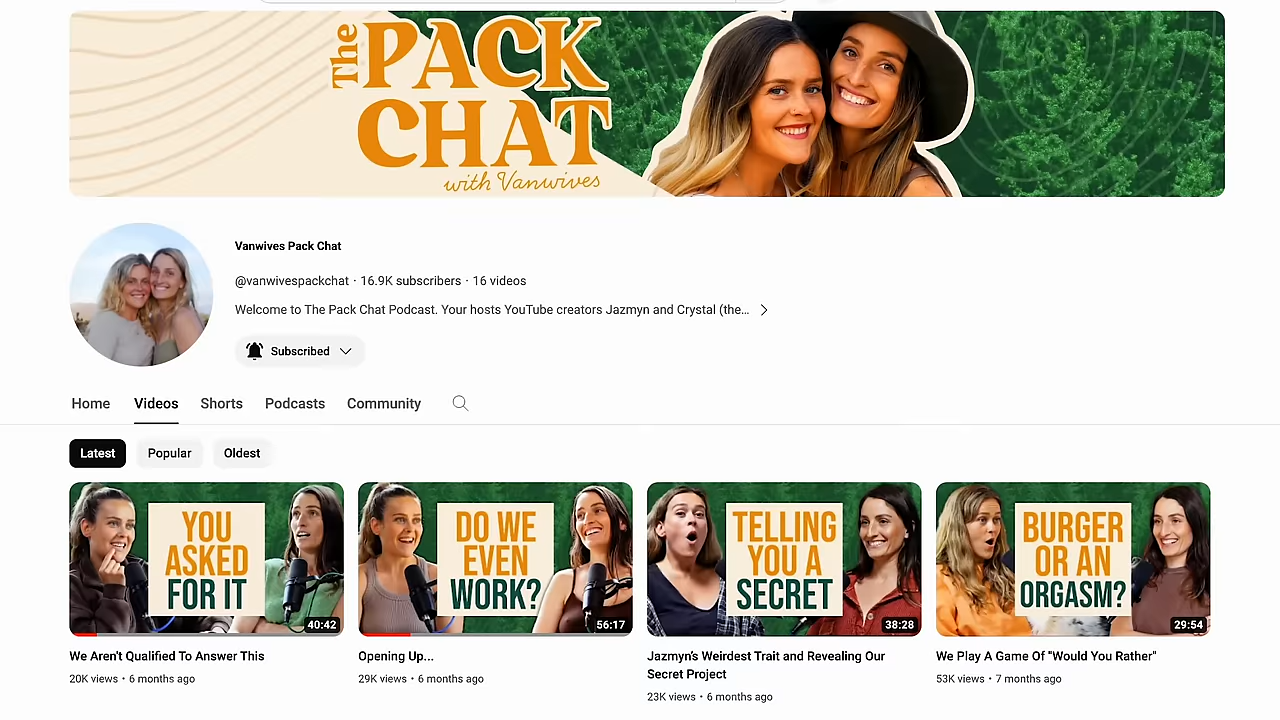 The
PACK
CHAT
with Vanwives
Vanwives Pack Chat
@vanwivespackchat · 16.9K subscribers · 16 videos
Welcome to The Pack Chat Podcast. Your hosts YouTube creators Jazmyn and Crystal (the...
Subscribed
Home Videos Shorts Podcasts Community
Latest Popular Oldest
YOU
ASKED
FOR IT
40:42
DO WE
EVEN
WORK?
56:17
TELLING
YOU A
SECRET
38:28
BURGER
OR AN
ORGASM?
29:54
We Aren't Qualified To Answer This
20K views · 6 months ago
Opening Up...
29K views · 6 months ago
Jazmyn's Weirdest Trait and Revealing Our
Secret Project
23K views · 6 months ago
We Play A Game Of "Would You Rather"
53K views · 7 months ago